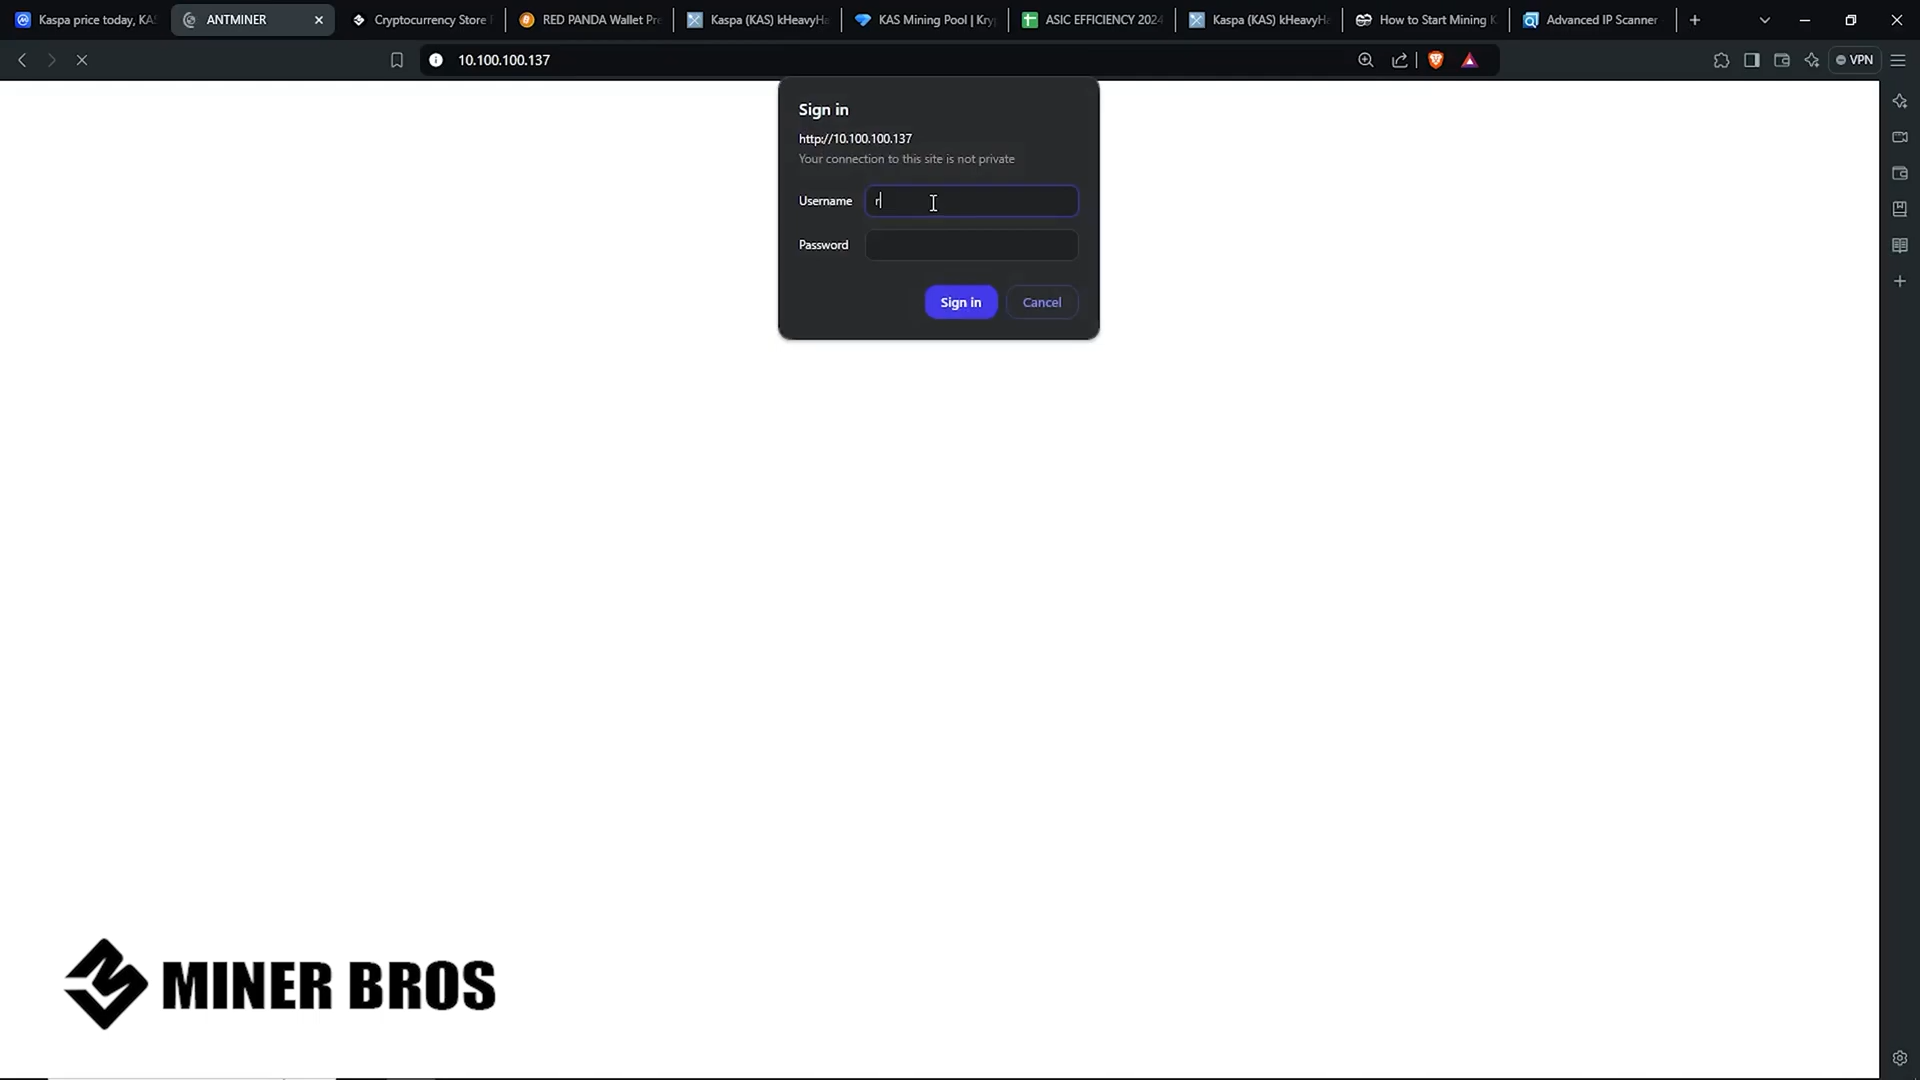 Kaspa price today, KA
ANTMINER
Cryptocurrency Store
RED PANDA Wallet Pr
Kaspa (KAS) kHeavyH
KAS Mining Pool | Kry
ASIC EFFICIENCY 2024
Kaspa (KAS) kHeavyH
How to Start Mining K
Advanced IP Scanner
10.100.100.137
VPN
Sign in
http://10.100.100.137
Your connection to this site is not private
Username r
Password
Sign in Cancel
MINER BROS